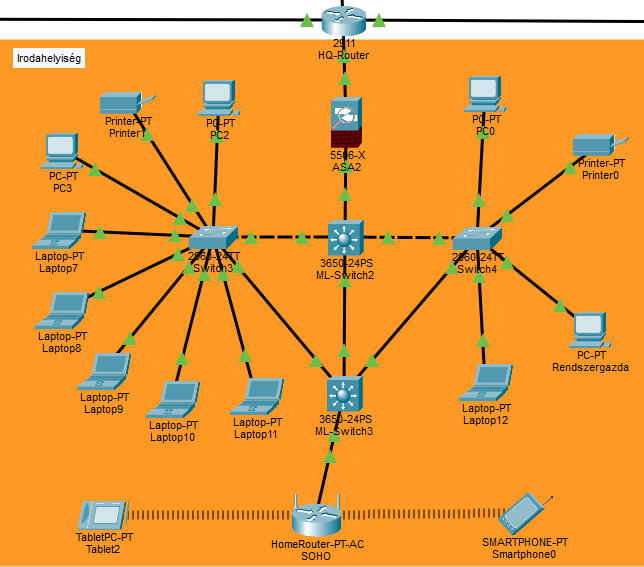 2911
HQ-Router
Irodahelyiség
Printer-PT
Printer1
PC-PT
PC2
5506-X
ASA2
PC-PT
PC0
Printer-PT
Printer0
PC-PT
PC3
Laptop-PT
Laptop7
2960-24TT
Switch3
3650-24PS
ML-Switch2
2960-24TT
Switch4
Laptop-PT
Laptop8
PC-PT
Rendszergazda
Laptop-PT
Laptop9
Laptop-PT
Laptop10
Laptop-PT
Laptop11
3650-24PS
ML-Switch3
Laptop-PT
Laptop12
TabletPC-PT
Tablet2
HomeRouter-PT-AC
SOHO
SMARTPHONE-PT
Smartphone0